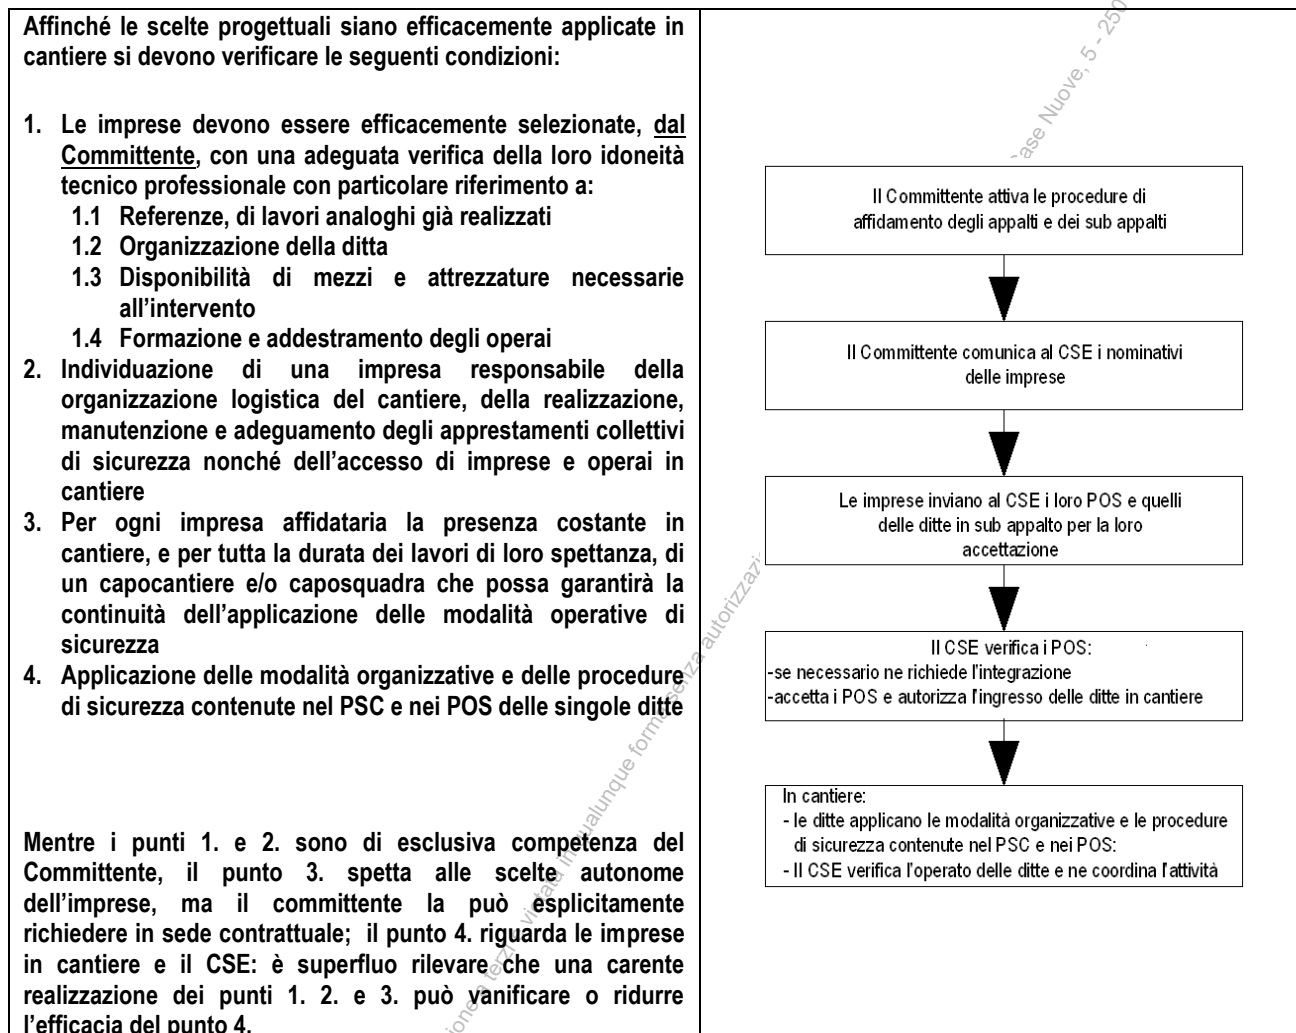 Affinché le scelte progettuali siano efficacemente applicate in
cantiere si devono verificare le seguenti condizioni:
1. Le imprese devono essere efficacemente selezionate, dal
Committente, con una adeguata verifica della loro idoneità
tecnico professionale con particolare riferimento a:
1.1 Referenze, di lavori analoghi già realizzati
1.2 Organizzazione della ditta
1.3 Disponibilità di mezzi e attrezzature necessarie
all'intervento
1.4 Formazione e addestramento degli operai
2. Individuazione di una impresa responsabile della
organizzazione logistica del cantiere, della realizzazione,
manutenzione e adeguamento degli apprestamenti collettivi
di sicurezza nonché dell'accesso di imprese e operai in
cantiere
3. Per ogni impresa affidataria la presenza costante in
cantiere, e per tutta la durata dei lavori di loro spettanza, di
un capocantiere e/o caposquadra che possa garantirà la
continuità dell'applicazione delle modalità operative di
sicurezza
4. Applicazione delle modalità organizzative e delle procedure
di sicurezza contenute nel PSC e nei POS delle singole ditte
Mentre i punti 1. e 2. sono di esclusiva competenza del
Committente, il punto 3. spetta alle scelte autonome
dell'imprese, ma il committente la può esplicitamente
richiedere in sede contrattuale; il punto 4. riguarda le imprese
in cantiere e il CSE: è superfluo rilevare che una carente
realizzazione dei punti 1. 2. e 3. può vanificare o ridurre
l'efficacia del punto 4.
Il Committente attiva le procedure di
affidamento degli appalti e dei sub appalti
Il Committente comunica al CSE i nominativi
delle imprese
Le imprese inviano al CSE i loro POS e quelli
delle ditte in sub appalto per la loro
accettazione
Il CSE verifica i POS:
-se necessario ne richiede l'integrazione
-accetta i POS e autorizza l'ingresso delle ditte in cantiere
In cantiere:
- le ditte applicano le modalità organizzative e le procedure
di sicurezza contenute nel PSC e nei POS:
- Il CSE verifica l'operato delle ditte e ne coordina l'attività
Case Nuove, 5 - 250
a terzi vietata in qualunque forma senza